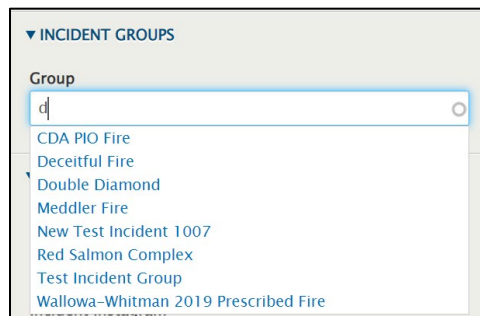 ▼ INCIDENT GROUPS
Group
d
CDA PIO Fire
Deceitful Fire
Double Diamond
Meddler Fire
New Test Incident 1007
Red Salmon Complex
Test Incident Group
Wallowa-Whitman 2019 Prescribed Fire